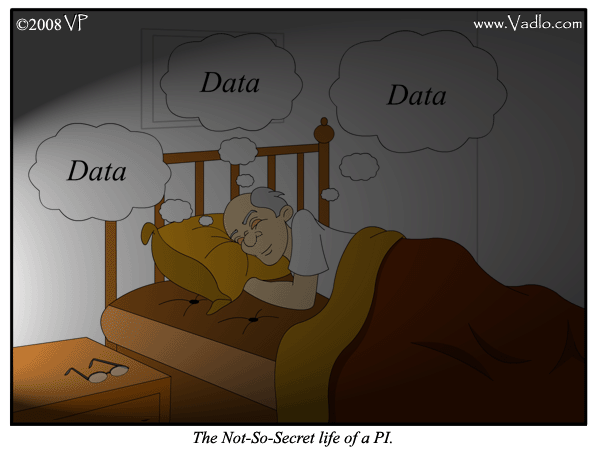 ©2008 VP
www.Vadlo.com
Data
Data
Data
The Not-So-Secret life of a PI.